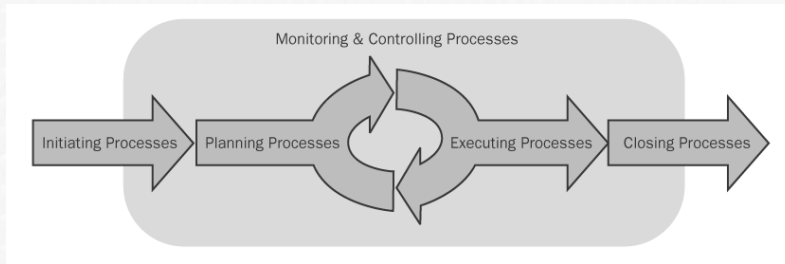 Monitoring & Controlling Processes
Initiating Processes
Planning Processes
Executing Processes
Closing Processes